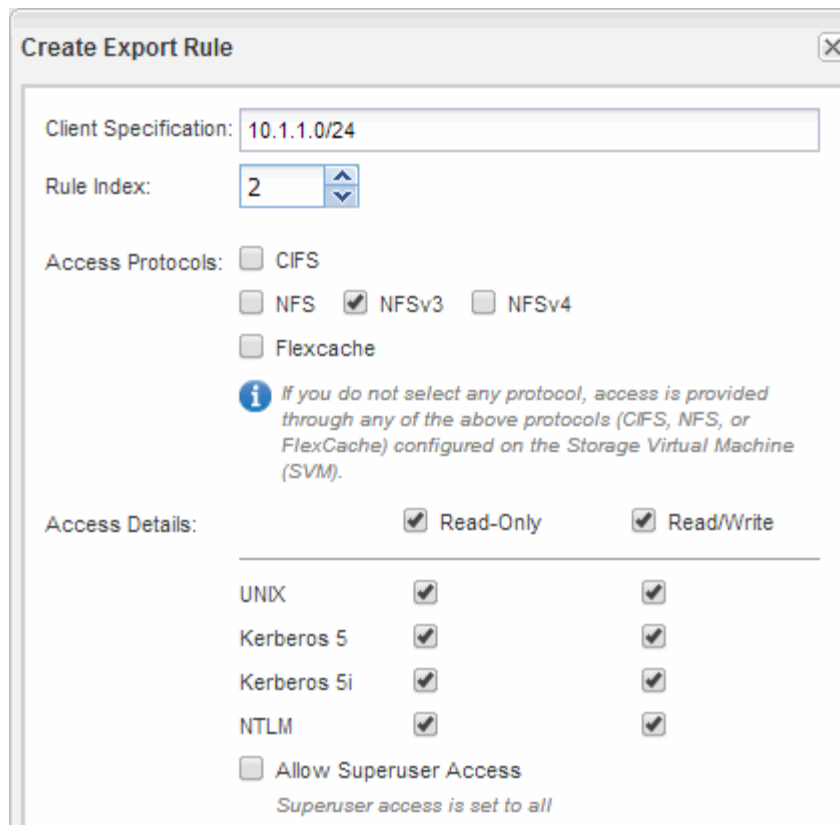 Create Export Rule
Client Specification: 10.1.1.0/24
Rule Index: 2
Access Protocols: CIFS
NFS NFSv3 NFSv4
Flexcache
If you do not select any protocol, access is provided
through any of the above protocols (CIFS, NFS, or
FlexCache) configured on the Storage Virtual Machine
(SVM).
Access Details: Read-Only Read/Write
UNIX
Kerberos 5
Kerberos 5i
NTLM
Allow Superuser Access
Superuser access is set to all